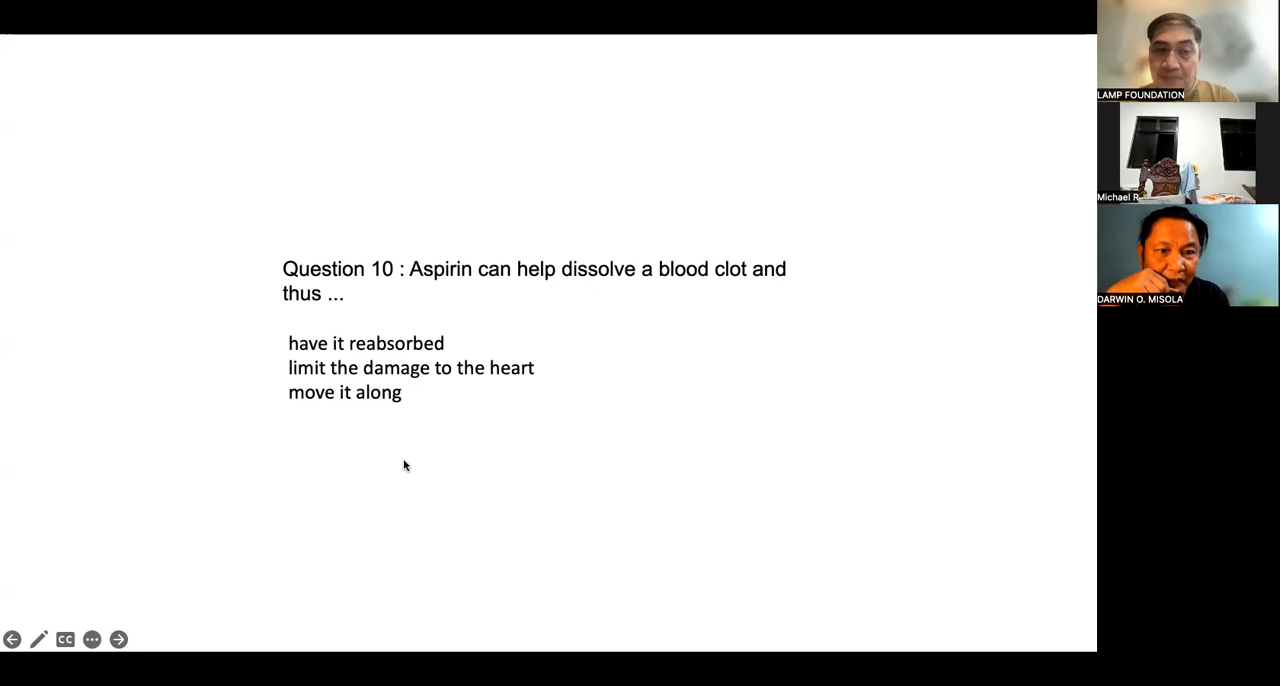 Question 10 : Aspirin can help dissolve a blood clot and
thus ...
have it reabsorbed
limit the damage to the heart
move it along
CC
LAMP FOUNDATION
Michael R
DARWIN O. MISOLA